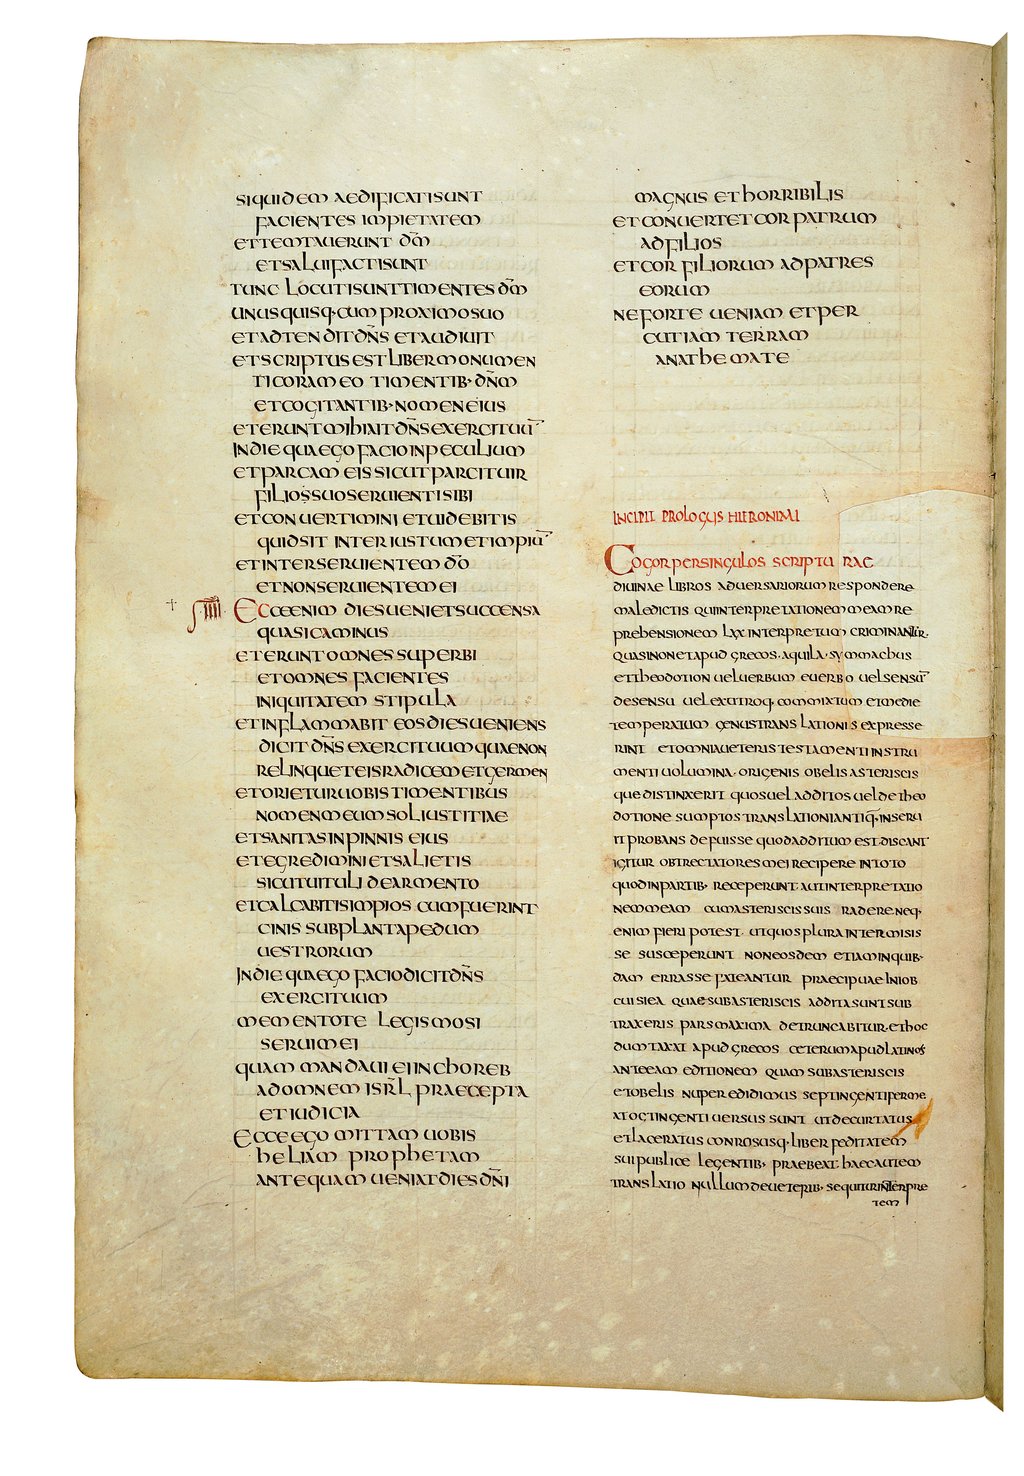 SIQUIDEM AEDIFICATI SUNT
FACIENTES IMPIETATEM
ET TEMTAUERUNT DM̅
ET SALUI FACTI SUNT
TUNC LOCUTI SUNT TIMENTES DM̅
UNUSQUISQ· CUM PROXIMO SUO
ET ADTENDIT DN̅S ET AUDIUIT
ET SCRIPTUS EST LIBER MONUMEN
TI CORAM EO TIMENTIB· DN̅M
ET COGITANTIB· NOMEN EIUS
ET ERUNT MIHI AIT DN̅S EXERCITUU̅
IN DIE QUA EGO FACIO IN PECULIUM
ET PARCAM EIS SICUT PARCIT UIR
FILIO SUO SERUIENTI SIBI
ET CONUERTIMINI ET UIDEBITIS
QUID SIT INTER IUSTUM ET IMPIU̅
ET INTER SERUIENTEM DO̅
ET NON SERUIENTEM EI
IIII ECCE ENIM DIES UENIET SUCCENSA
QUASI CAMINUS
ET ERUNT OMNES SUPERBI
ET OMNES FACIENTES
INIQUITATEM STIPULA
ET INFLAMMABIT EOS DIES UENIENS
DICIT DN̅S EXERCITUUM QUAE NON
RELINQUET EIS RADICEM ET GERMEN
ET ORIETUR UOBIS TIMENTIBUS
NOMEN MEUM SOL IUSTITIAE
ET SANITAS IN PINNIS EIUS
ET EGREDIMINI ET SALIETIS
SICUT UITULI DE ARMENTO
ET CALCABITIS IMPIOS CUM FUERINT
CINIS SUB PLANTA PEDUM
UESTRORUM
IN DIE QUA EGO FACIO DICIT DN̅S
EXERCITUUM
MEMENTOTE LEGIS MOSI
SERUI MEI
QUAM MANDAUI EI IN CHOREB
AD OMNEM ISRL̅ PRAECEPTA
ET IUDICIA
ECCE EGO MITTAM UOBIS
HELIAM PROPHETAM
ANTEQUAM UENIAT DIES DN̅I
MAGNUS ET HORRIBILIS
ET CONUERTET COR PATRUM
AD FILIOS
ET COR FILIORUM AD PATRES
EORUM
NE FORTE UENIAM ET PER
CUTIAM TERRAM
ANATHEMATE
INCIPIT PROLOGUS HIERONIMI
COGOR PER SINGULOS SCRIPTURAE
DIUINAE LIBROS ADUERSARIORUM RESPONDERE
MALEDICTIS QUI INTERPRETATIONEM MEAM RE
PREHENSIONEM LXX INTERPRETUM CRIMINANTUR·
QUASI NON ET APUD GRECOS· AQUILA· SYMMACHUS
ET THEODOTION UEL UERBUM E UERBO UEL SENSU̅
DE SENSU UEL EX UTROQ· COMMIXTUM ET MEDIE
TEMPERATUM GENUS TRANSLATIONIS EXPRESSE
RINT ET OMNIA UETERIS TESTAMENTI INSTRU
MENTI UOLUMINA· ORIGENIS OBELIS ASTERISCIS
QUE DISTINXERIT QUOS UEL ADDITOS UEL DE THEO
DOTIONE SUMPTOS TRANSLATIONI ANTIQ· INSERU
IT PROBANS DEFUISSE QUOD ADDITUM EST· DISCANT
IGITUR OBTRECTATORES MEI RECIPERE IN TOTO
QUOD IN PARTIB· RECEPERUNT· AUT INTERPRETATIO
NEM MEAM CUM ASTERISCIS SUIS RADERE NEQ·
ENIM FIERI POTEST· UT QUOS PLURA INTERMISIS
SE SUSCEPERUNT NON EOSDEM ETIAM IN QUIB·
DAM ERRASSE FATEANTUR PRAECIPUAE IN IOB
CUI SI EA QUAE SUB ASTERISCIS ADDITA SUNT SUB
TRAXERIS PARS MAXIMA DETRUNCABITUR· ET HOC
DUMTAXAT APUD GRECOS CETERUM APUD LATINOS
ANTE EAM EDITIONEM QUAM SUB ASTERISCIS
ET OBELIS NUPER EDIDIMUS SEPTINGENTI FERME
AT OCTINGENTI UERSUS SUNT UT DECURTATUS
ET LACERATUS CONROSUSQ· LIBER FEDITATEM
SUI PUBLICE LEGENTIB· PRAEBEAT· HAEC AUTEM
TRANSLATIO NULLUM DE UETERIB· SEQUITUR INTERPRE
TEM